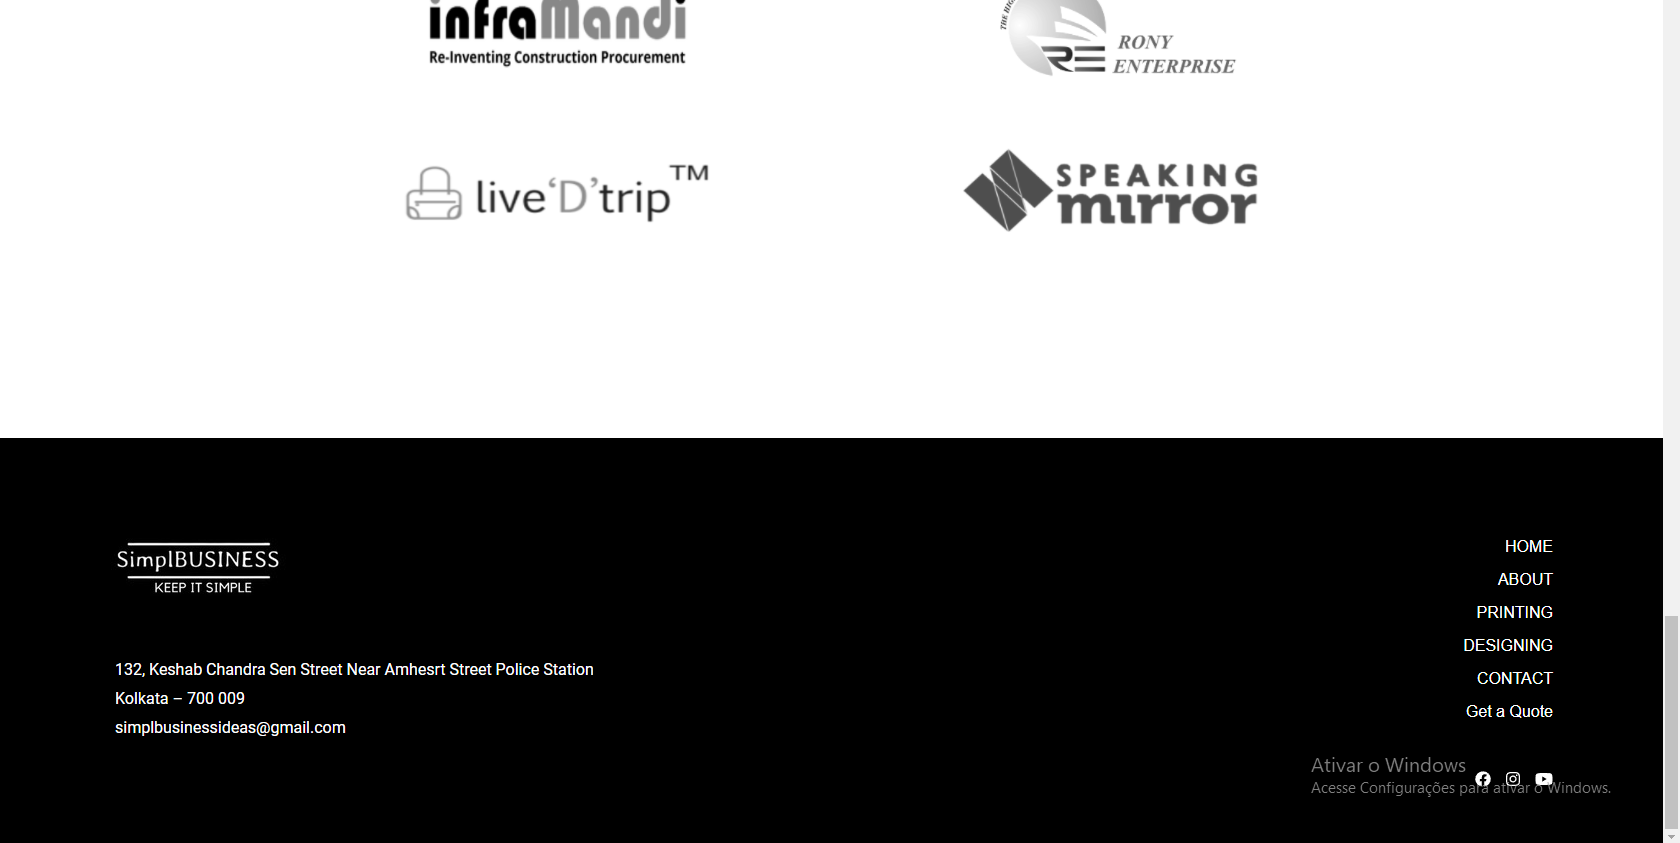 infraMandi
Re-Inventing Construction Procurement
RE RONY
ENTERPRISE
live‘D’trip™
SPEAKING
mirror
SimplBUSINESS
KEEP IT SIMPLE
132, Keshab Chandra Sen Street Near Amhesrt Street Police Station
Kolkata – 700 009
simplbusinessideas@gmail.com
HOME
ABOUT
PRINTING
DESIGNING
CONTACT
Get a Quote
Ativar o Windows
Acesse Configurações para ativar o Windows.